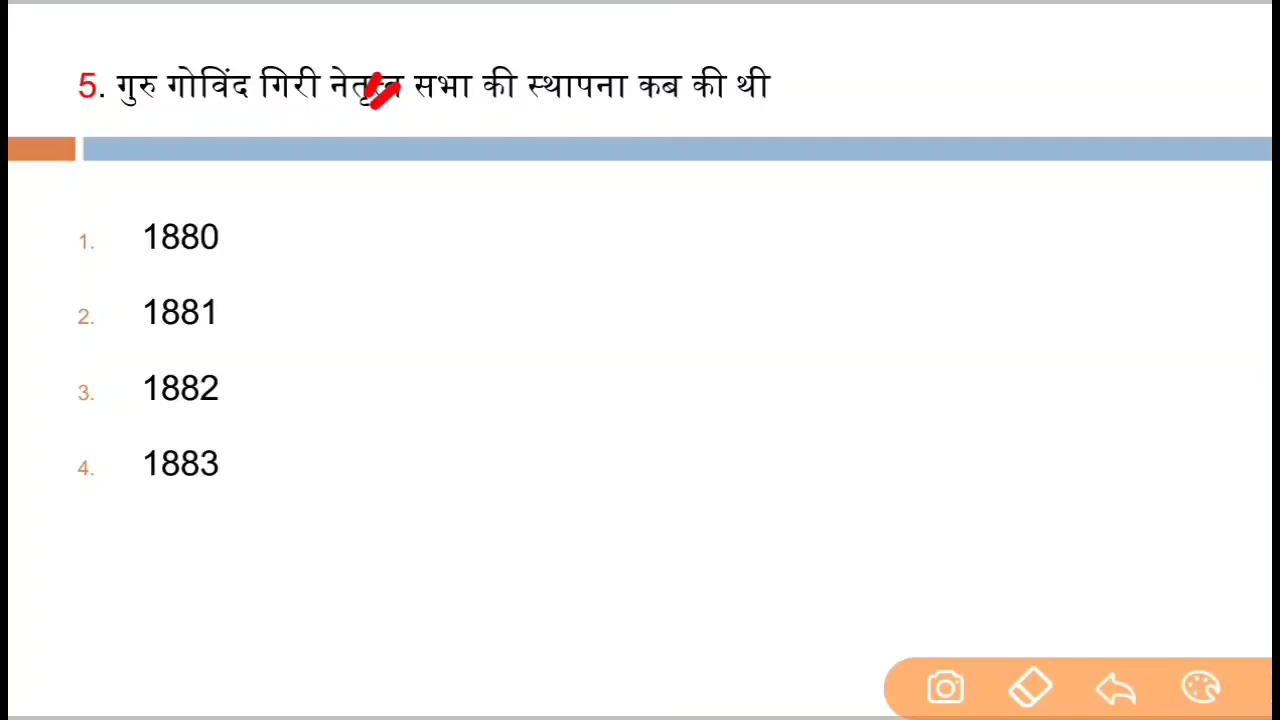 5. गुरु गोविंद गिरी सभा की स्थापना कब की थी
1. 1880
2. 1881
3. 1882
4. 1883